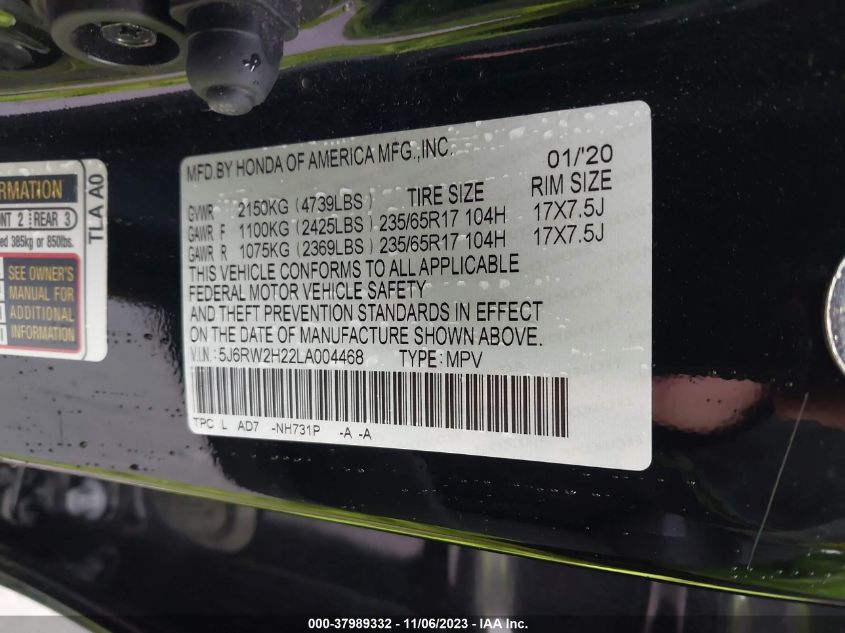 RMATION
ONT 2 REAR 3
ed 385kg or 850lbs.
SEE OWNER'S
MANUAL FOR
ADDITIONAL
INFORMATION
TLA A0
MFD.BY HONDA OF AMERICA MFG.,INC. 01/'20
GVWR 2150KG (4739LBS) TIRE SIZE RIM SIZE
GAWR F 1100KG (2425LBS) 235/65R17 104H 17X7.5J
GAWR R 1075KG (2369LBS) 235/65R17 104H 17X7.5J
THIS VEHICLE CONFORMS TO ALL APPLICABLE
FEDERAL MOTOR VEHICLE SAFETY
AND THEFT PREVENTION STANDARDS IN EFFECT
ON THE DATE OF MANUFACTURE SHOWN ABOVE.
V.I.N.: 5J6RW2H22LA004468 TYPE: MPV
TPC L AD7 -NH731P -A -A
000-37989332 - 11/06/2023 - © IAA Inc.